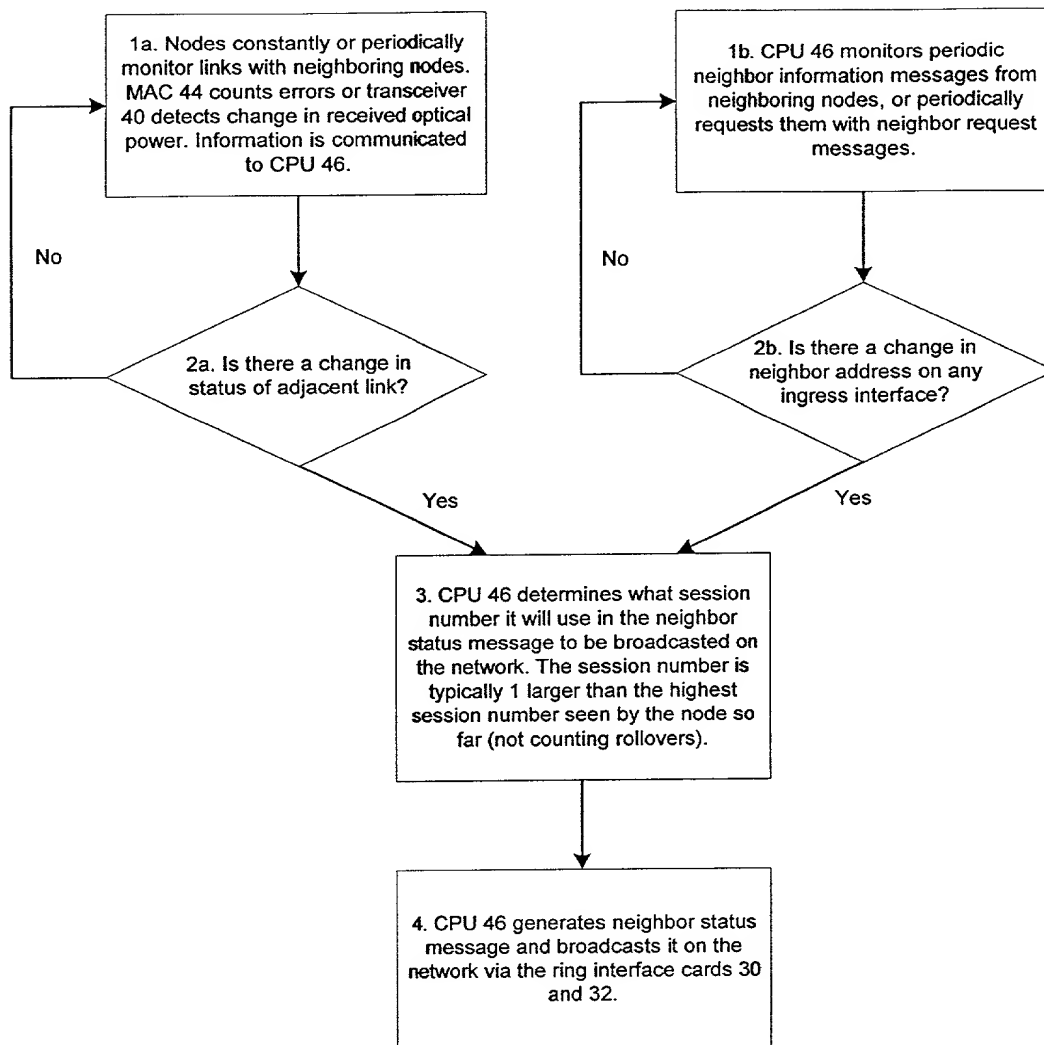 1a. Nodes constantly or periodically
monitor links with neighboring nodes.
MAC 44 counts errors or transceiver
40 detects change in received optical
power. Information is communicated
to CPU 46.
1b. CPU 46 monitors periodic
neighbor information messages from
neighboring nodes, or periodically
requests them with neighbor request
messages.
No
No
2a. Is there a change in
status of adjacent link?
2b. Is there a change in
neighbor address on any
ingress interface?
Yes
Yes
3. CPU 46 determines what session
number it will use in the neighbor
status message to be broadcasted on
the network. The session number is
typically 1 larger than the highest
session number seen by the node so
far (not counting rollovers).
4. CPU 46 generates neighbor status
message and broadcasts it on the
network via the ring interface cards 30
and 32.